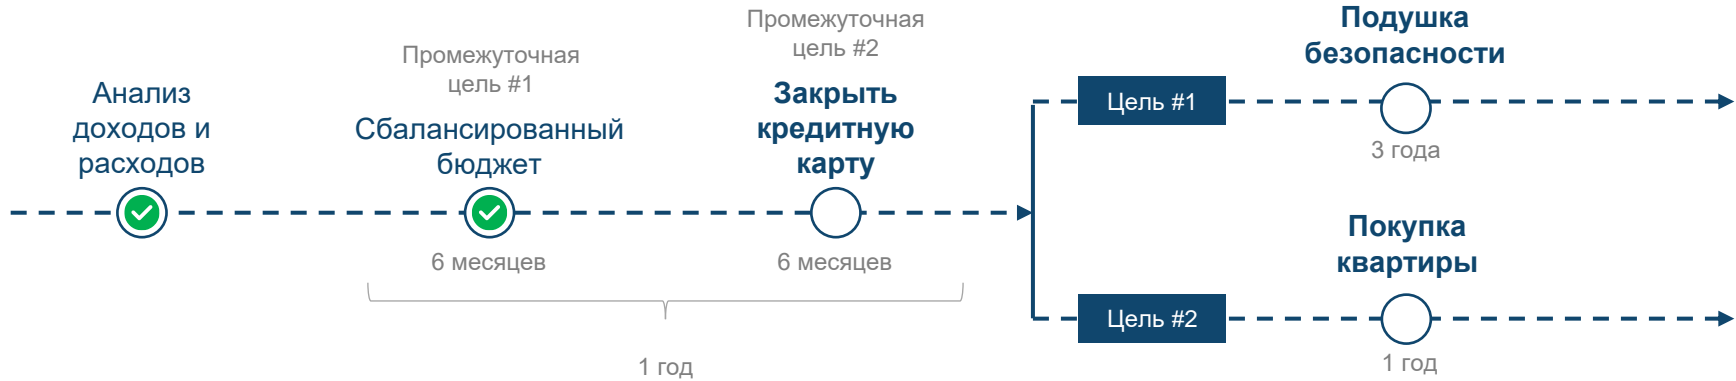 Анализ
доходов и
расходов
Промежуточная
цель #1
Сбалансированный
бюджет
6 месяцев
Промежуточная
цель #2
Закрыть
кредитную
карту
6 месяцев
1 год
Цель #1
Подушка
безопасности
3 года
Цель #2
Покупка
квартиры
1 год